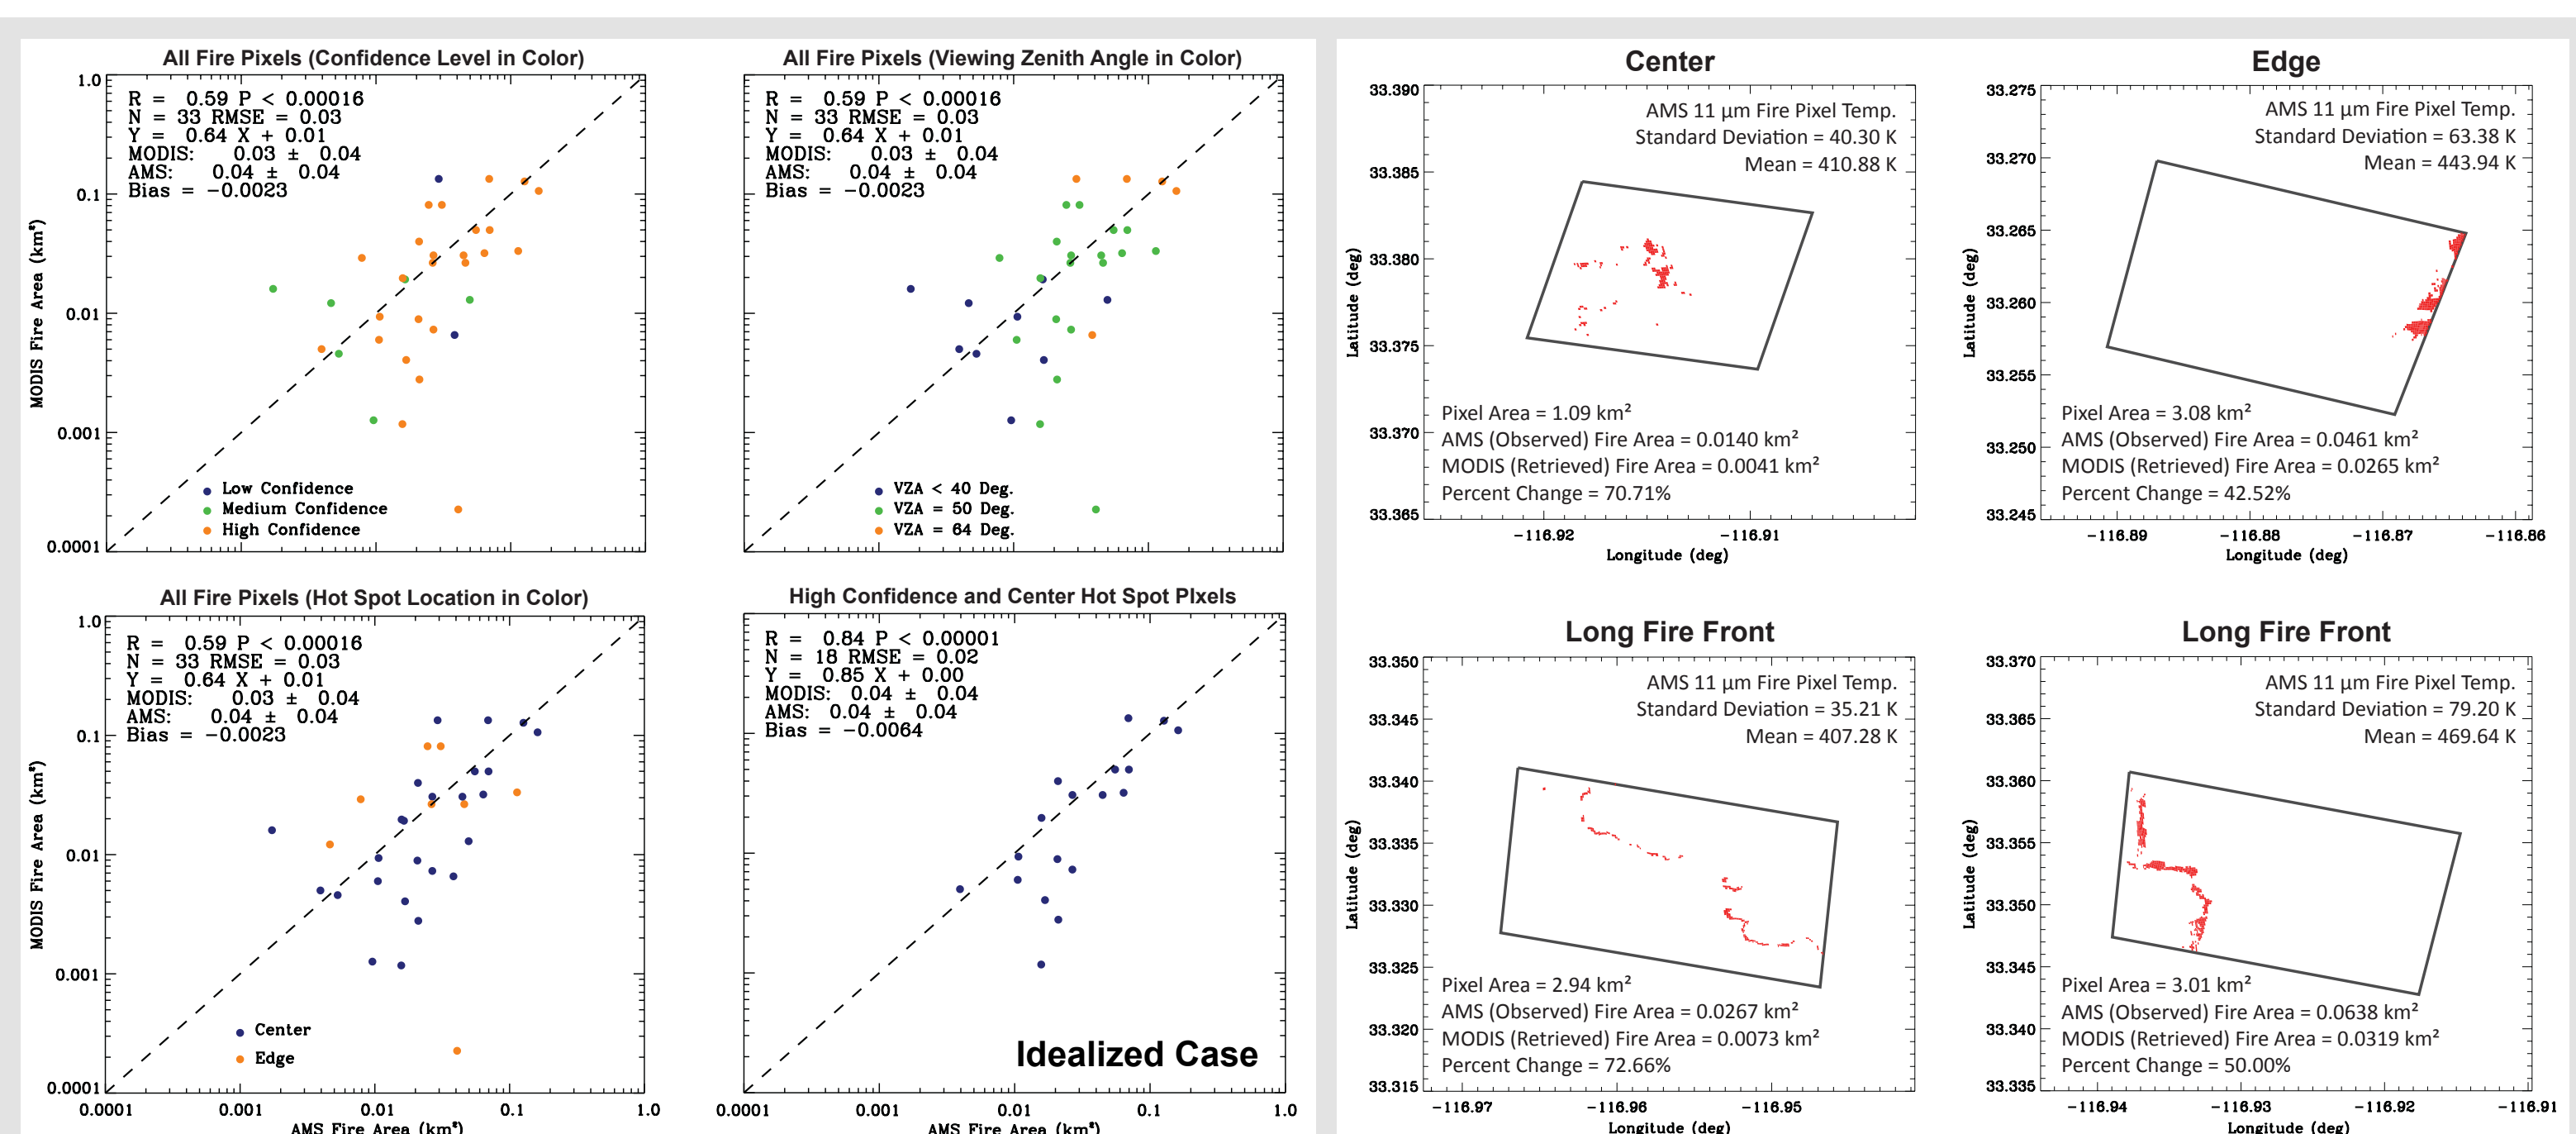 All Fire Pixels (Confidence Level in Color)
1.0
0.1
0.01
0.001
0.0001
MODIS Fire Area (km²)
R = 0.59 P < 0.00016
N = 33 RMSE = 0.03
Y = 0.64 X + 0.01
MODIS: 0.03 ± 0.04
AMS: 0.04 ± 0.04
Bias = −0.0023
Low Confidence
Medium Confidence
High Confidence
All Fire Pixels (Viewing Zenith Angle in Color)
R = 0.59 P < 0.00016
N = 33 RMSE = 0.03
Y = 0.64 X + 0.01
MODIS: 0.03 ± 0.04
AMS: 0.04 ± 0.04
Bias = −0.0023
VZA < 40 Deg.
VZA = 50 Deg.
VZA = 64 Deg.
All Fire Pixels (Hot Spot Location in Color)
1.0
0.1
0.01
0.001
0.0001
MODIS Fire Area (km²)
R = 0.59 P < 0.00016
N = 33 RMSE = 0.03
Y = 0.64 X + 0.01
MODIS: 0.03 ± 0.04
AMS: 0.04 ± 0.04
Bias = −0.0023
Center
Edge
0.0001 0.001 0.01 0.1 1.0
AMS Fire Area (km²)
High Confidence and Center Hot Spot PIxels
R = 0.84 P < 0.00001
N = 18 RMSE = 0.02
Y = 0.85 X + 0.00
MODIS: 0.04 ± 0.04
AMS: 0.04 ± 0.04
Bias = −0.0064
Idealized Case
0.0001 0.001 0.01 0.1 1.0
AMS Fire Area (km²)
Center
33.390
33.385
33.380
33.375
33.370
33.365
Latitude (deg)
AMS 11 µm Fire Pixel Temp.
Standard Deviation = 40.30 K
Mean = 410.88 K
Pixel Area = 1.09 km²
AMS (Observed) Fire Area = 0.0140 km²
MODIS (Retrieved) Fire Area = 0.0041 km²
Percent Change = 70.71%
−116.92 −116.91
Longitude (deg)
Edge
33.275
33.270
33.265
33.260
33.255
33.250
33.245
Latitude (deg)
AMS 11 µm Fire Pixel Temp.
Standard Deviation = 63.38 K
Mean = 443.94 K
Pixel Area = 3.08 km²
AMS (Observed) Fire Area = 0.0461 km²
MODIS (Retrieved) Fire Area = 0.0265 km²
Percent Change = 42.52%
−116.89 −116.88 −116.87 −116.86
Longitude (deg)
Long Fire Front
33.350
33.345
33.340
33.335
33.330
33.325
33.320
33.315
Latitude (deg)
AMS 11 µm Fire Pixel Temp.
Standard Deviation = 35.21 K
Mean = 407.28 K
Pixel Area = 2.94 km²
AMS (Observed) Fire Area = 0.0267 km²
MODIS (Retrieved) Fire Area = 0.0073 km²
Percent Change = 72.66%
−116.97 −116.96 −116.95
Longitude (deg)
Long Fire Front
33.370
33.365
33.360
33.355
33.350
33.345
33.340
33.335
Latitude (deg)
AMS 11 µm Fire Pixel Temp.
Standard Deviation = 79.20 K
Mean = 469.64 K
Pixel Area = 3.01 km²
AMS (Observed) Fire Area = 0.0638 km²
MODIS (Retrieved) Fire Area = 0.0319 km²
Percent Change = 50.00%
−116.94 −116.93 −116.92 −116.91
Longitude (deg)